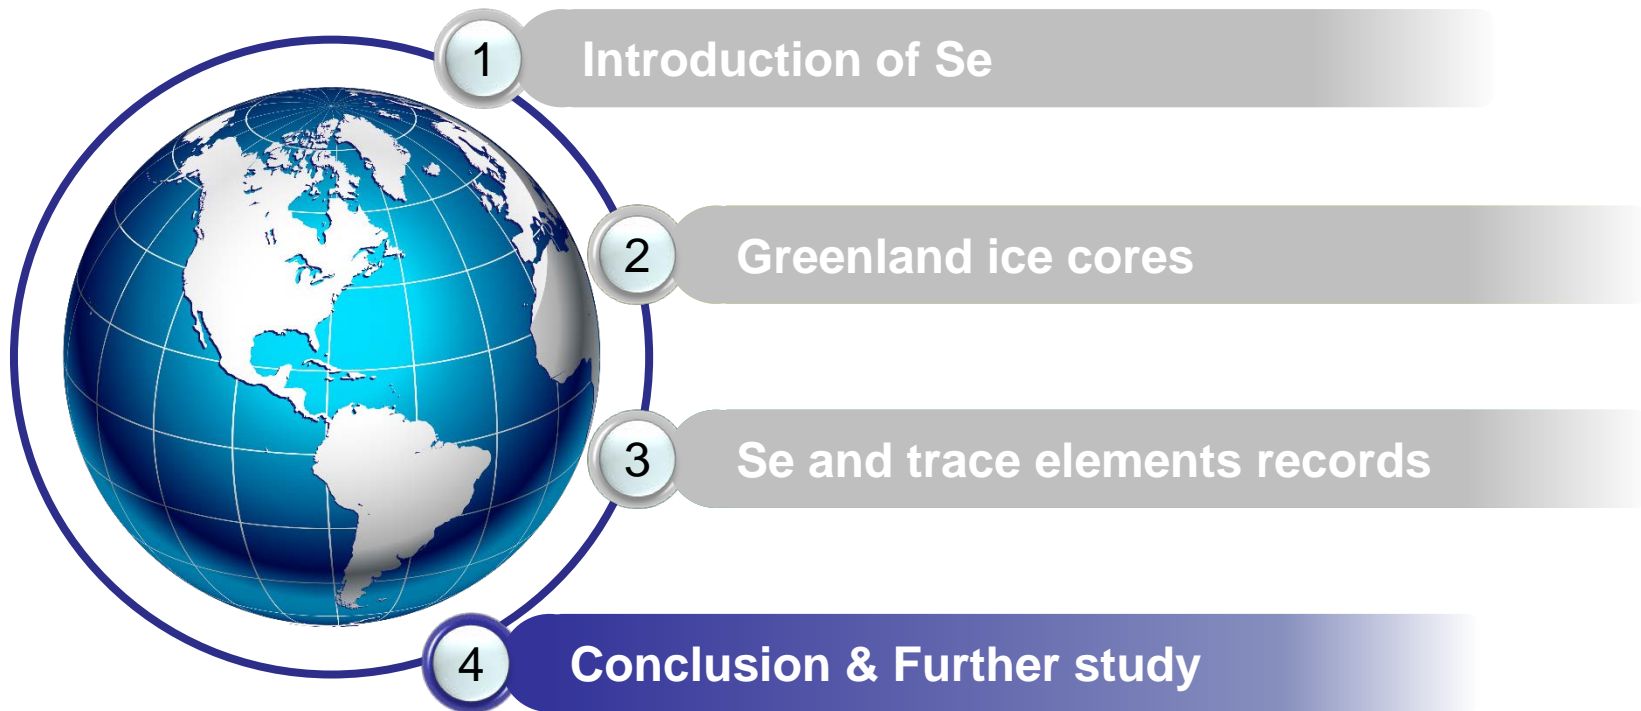 1 Introduction of Se
2 Greenland ice cores
3 Se and trace elements records
4 Conclusion & Further study